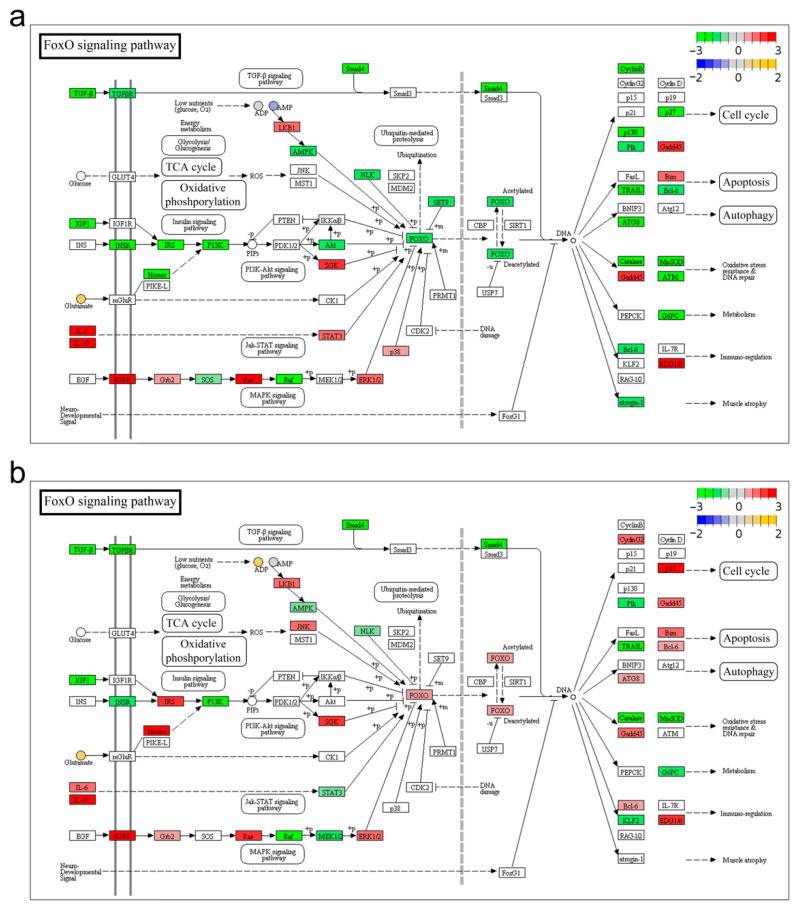 a
FoxO signaling pathway
−3 0 3
−2 0 2
TGF-β signaling pathway
Smad4
TGF-β
TGFβR
Smad3
Smad4
Smad3
Low nutrients (glucose, O2)
ADP
AMP
Energy metabolism
LKB1
Glycolysis/ Glucogenesis
AMPK
Ubiquitin-mediated proteolysis
Ubiquitination
TCA cycle
Glucose
GLUT4
ROS
JNK
MST1
NLK
SKP2
MDM2
Oxidative phoshporylation
SET9
Acetylated
FOXO
CBP
SIRT1
FOXO
Deacetylated
-u
USP7
IGF1
IGF1R
INS
INSR
IRS
P13K
Insulin signaling pathway
-p
PIP3
PTEN
PDK1/2
IKKα/β
Akt
SGK
+p
+m
FOXO
PI3K-Akt signaling pathway
Homer
PIKE-L
Glutamate
mGluR
CK1
PRMT1
IL-6
IL-10
STAT3
Jak-STAT signaling pathway
p38
CDK2
DNA damage
EGF
EGFR
Grb2
SOS
Ras
Raf
MEK1/2
ERK1/2
MAPK signaling pathway
Neuro- Developmental Signal
FoxG1
DNA
CyclinB
CyclinG2
Cyclin D
p15
p19
p21
p27
Cell cycle
p130
Plk
Gadd45
FasL
Bim
Apoptosis
TRAIL
Bcl-6
BNIP3
Atg12
Autophagy
ATG8
Catalase
MnSOD
Oxidative stress resistance & DNA repair
Gadd45
ATM
PEPCK
G6PC
Metabolism
Bcl-6
IL-7R
Immuno-regulation
KLF2
EDG1/6
RAG-1/2
atrogin-1
Muscle atrophy
b
FoxO signaling pathway
−3 0 3
−2 0 2
TGF-β signaling pathway
Smad4
TGF-β
TGFβR
Smad3
Smad4
Smad3
Low nutrients (glucose, O2)
ADP
AMP
Energy metabolism
LKB1
Glycolysis/ Glucogenesis
AMPK
Ubiquitin-mediated proteolysis
Ubiquitination
TCA cycle
Glucose
GLUT4
ROS
JNK
MST1
NLK
SKP2
MDM2
Oxidative phoshporylation
SET9
Acetylated
FOXO
CBP
SIRT1
FOXO
Deacetylated
-u
USP7
IGF1
IGF1R
INS
INSR
IRS
P13K
Insulin signaling pathway
-p
PIP3
PTEN
PDK1/2
IKKα/β
Akt
SGK
+p
+m
FOXO
PI3K-Akt signaling pathway
Homer
PIKE-L
Glutamate
mGluR
CK1
PRMT1
IL-6
IL-10
STAT3
Jak-STAT signaling pathway
p38
CDK2
DNA damage
EGF
EGFR
Grb2
SOS
Ras
Raf
MEK1/2
ERK1/2
MAPK signaling pathway
Neuro- Developmental Signal
FoxG1
DNA
CyclinB
CyclinG2
Cyclin D
p15
p19
p21
p27
Cell cycle
p130
Plk
Gadd45
FasL
Bim
Apoptosis
TRAIL
Bcl-6
BNIP3
Atg12
Autophagy
ATG8
Catalase
MnSOD
Oxidative stress resistance & DNA repair
Gadd45
ATM
PEPCK
G6PC
Metabolism
Bcl-6
IL-7R
Immuno-regulation
KLF2
EDG1/6
RAG-1/2
atrogin-1
Muscle atrophy